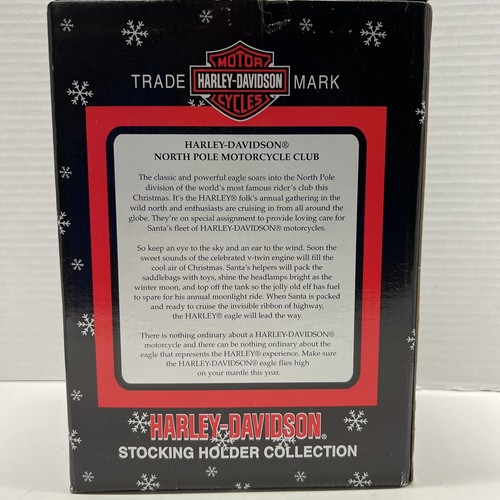 MOTOR
TRADE HARLEY-DAVIDSON MARK
CYCLES
HARLEY-DAVIDSON®
NORTH POLE MOTORCYCLE CLUB
The classic and powerful eagle soars into the North Pole
division of the world's most famous rider's club this
Christmas. It's the HARLEY® folk's annual gathering in the
wild north and enthusiasts are cruising in from all around the
globe. They're on special assignment to provide loving care for
Santa's fleet of HARLEY-DAVIDSON® motorcycles.
So keep an eye to the sky and an ear to the wind. Soon the
sweet sounds of the celebrated v-twin engine will fill the
cool air of Christmas. Santa's helpers will pack the
saddlebags with toys, shine the headlamps bright as the
winter moon, and top off the tank so the jolly old elf has fuel
to spare for his annual moonlight ride. When Santa is packed
and ready to cruise the invisible ribbon of highway,
the HARLEY® eagle will lead the way.
There is nothing ordinary about a HARLEY-DAVIDSON®
motorcycle and there can be nothing ordinary about the
eagle that represents the HARLEY® experience. Make sure
the HARLEY-DAVIDSON® eagle flies high
on your mantle this year.
HARLEY-DAVIDSON®
STOCKING HOLDER COLLECTION